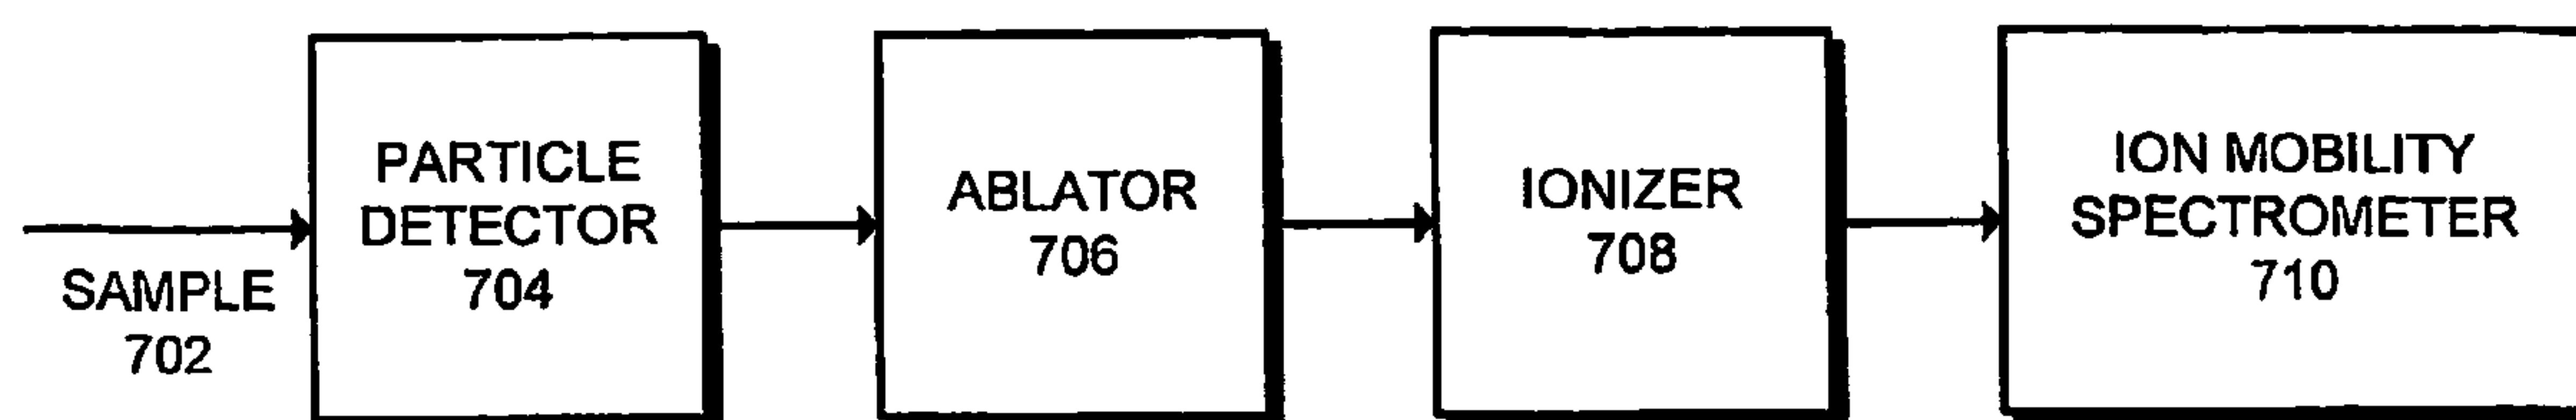 SAMPLE
702
PARTICLE
DETECTOR
704
ABLATOR
706
IONIZER
708
ION MOBILITY
SPECTROMETER
710